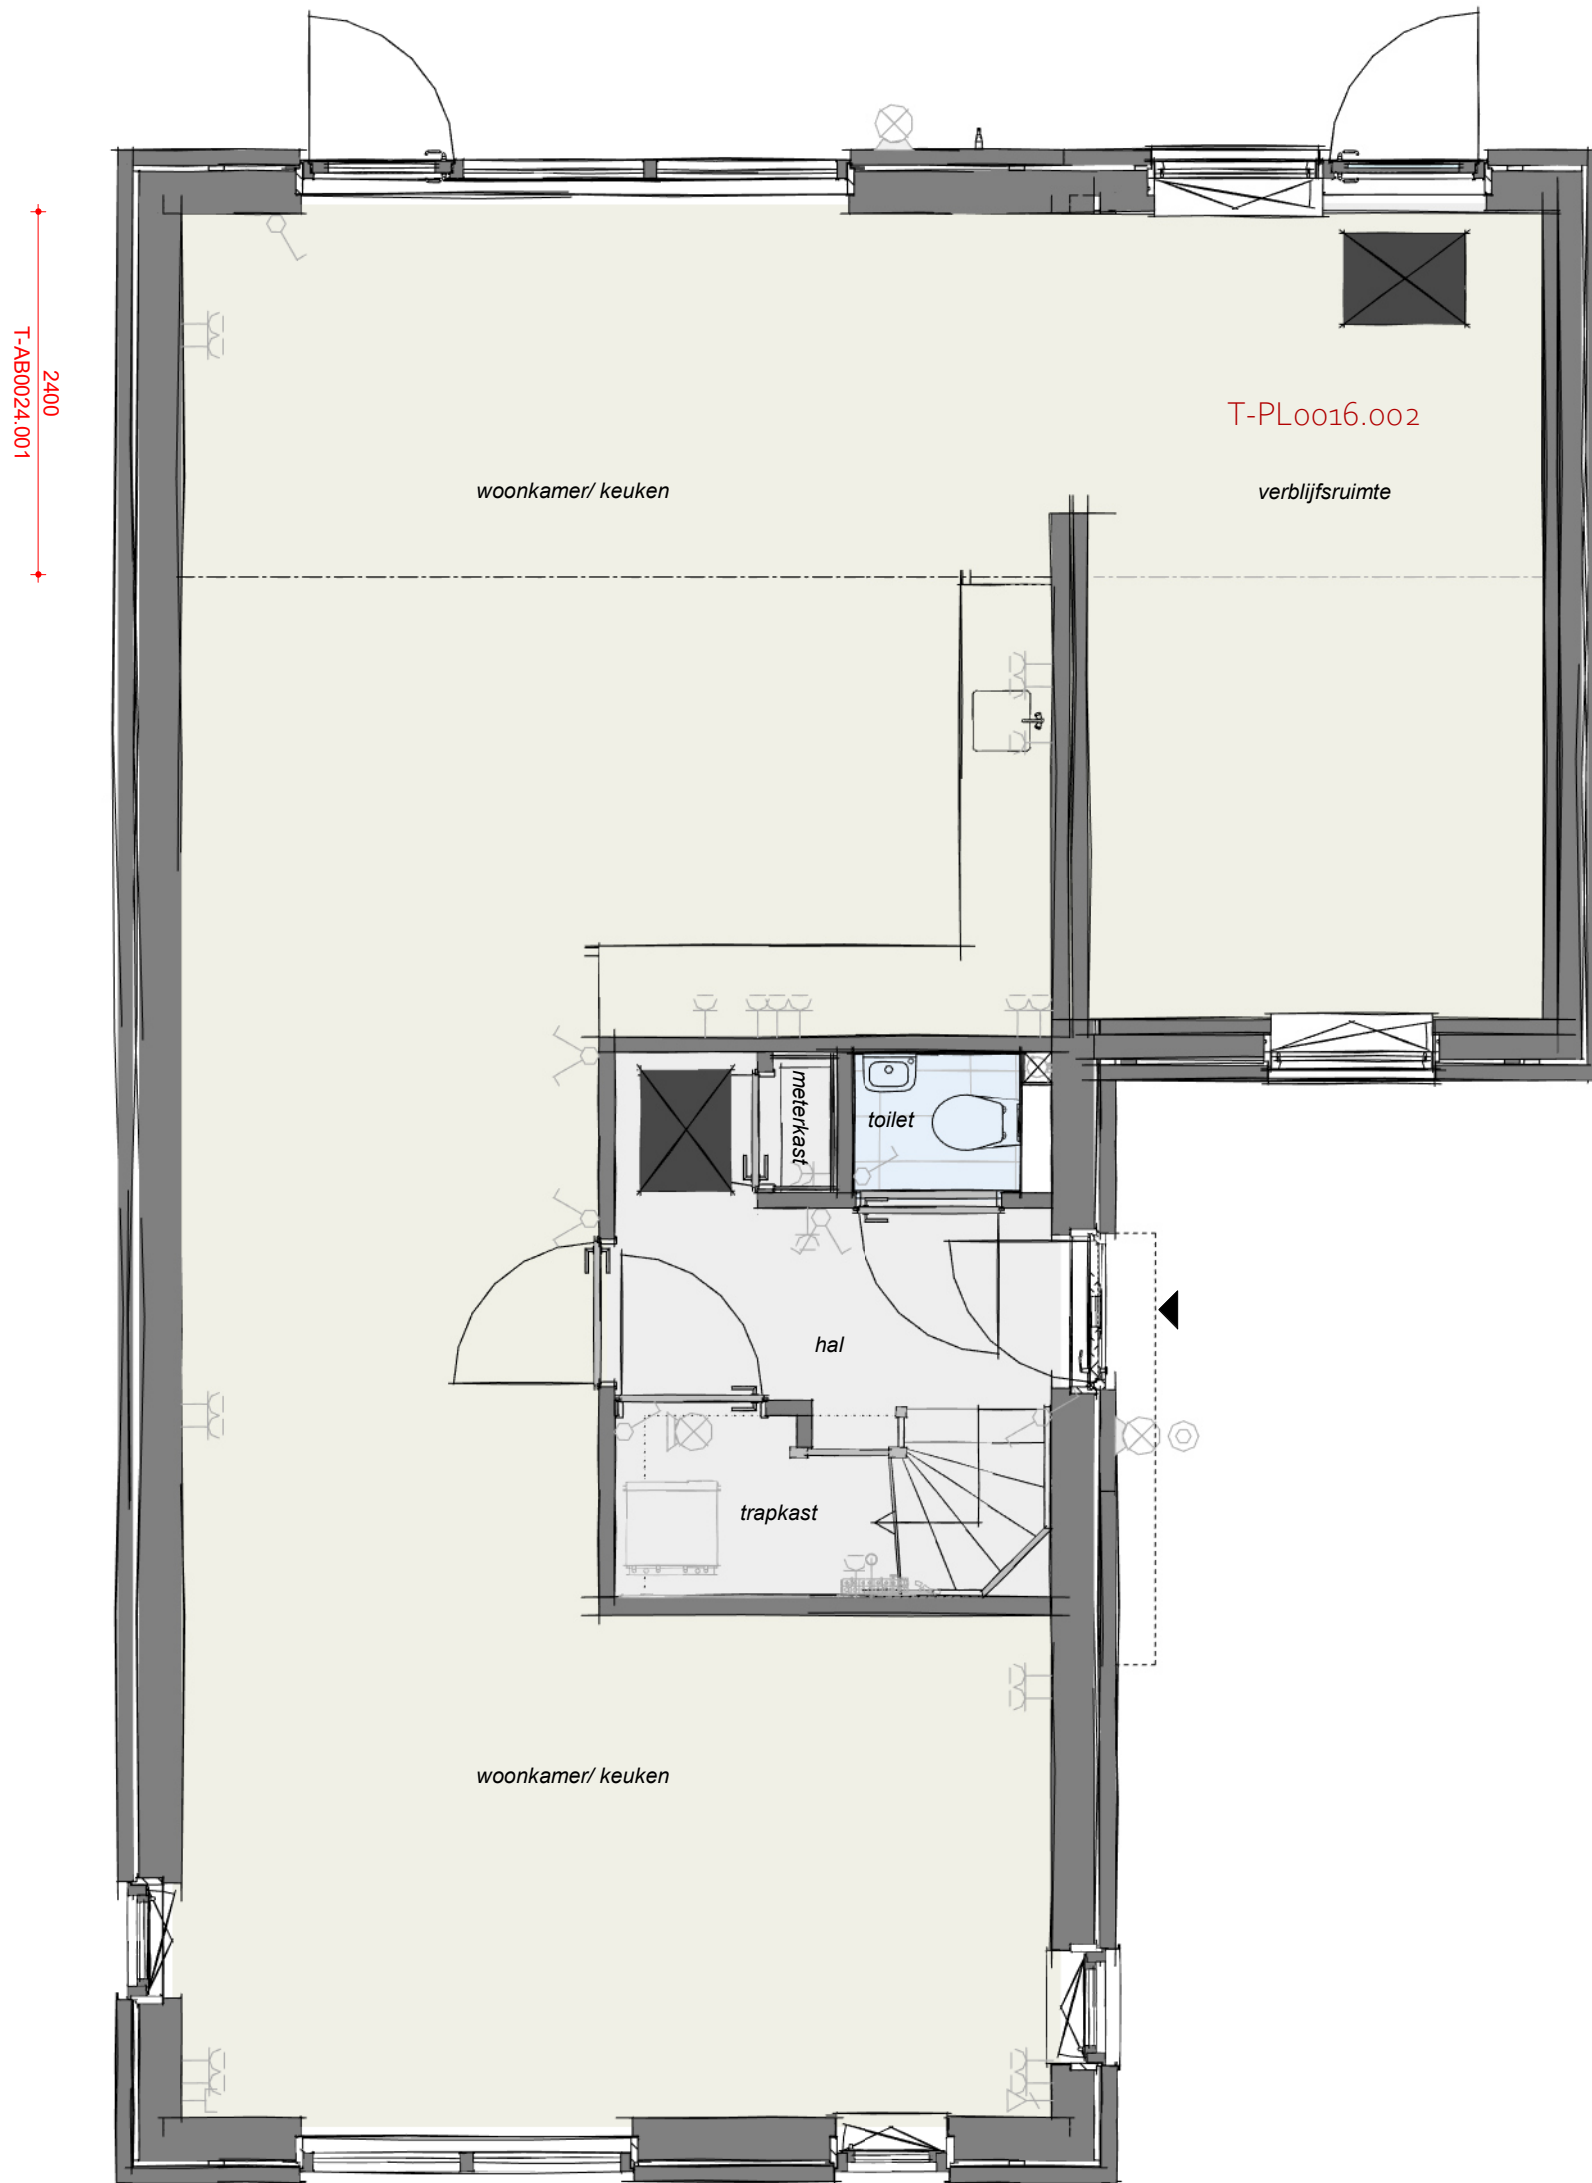 2400
T-AB0024.001
T-PL0016.002
woonkamer/ keuken
verblijfsruimte
meterkast
toilet
hal
trapkast
woonkamer/ keuken